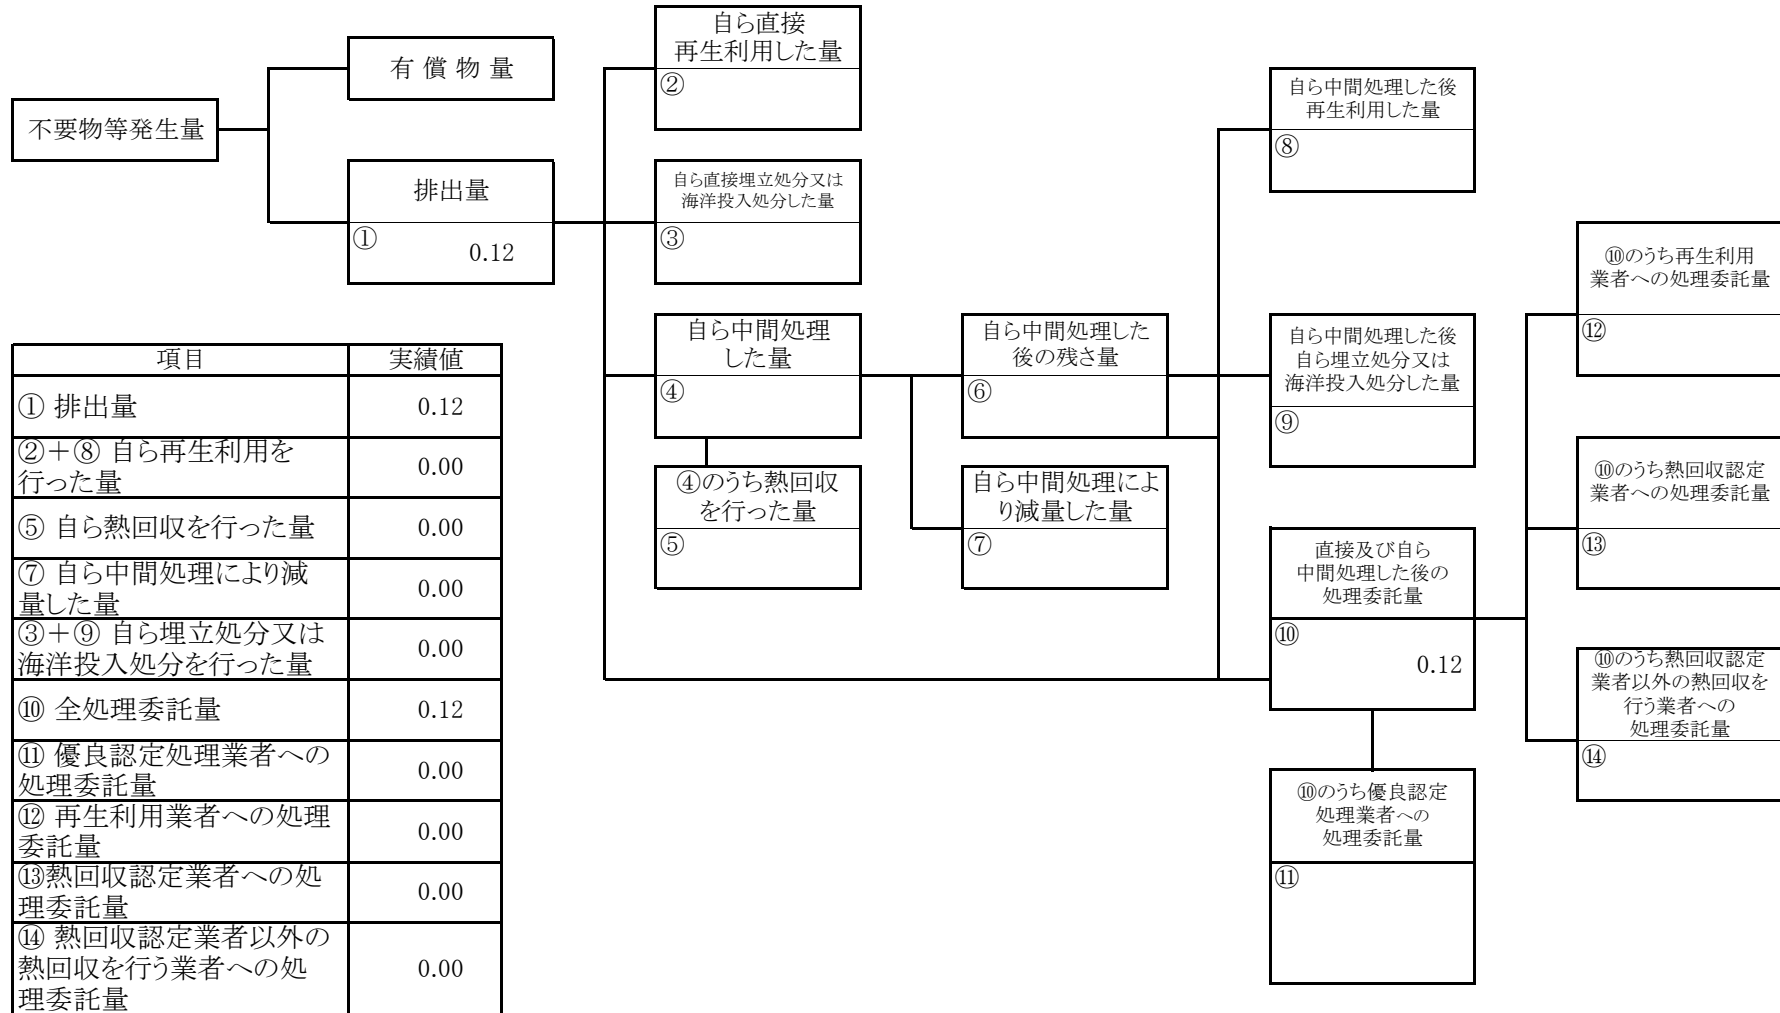 不要物等発生量
有 償 物 量
排出量
①
0.12
自ら直接
再生利用した量
②
自ら直接埋立処分又は
海洋投入処分した量
③
自ら中間処理
した量
④
④のうち熱回収
を行った量
⑤
自ら中間処理した
後の残さ量
⑥
自ら中間処理によ
り減量した量
⑦
自ら中間処理した後
再生利用した量
⑧
自ら中間処理した後
自ら埋立処分又は
海洋投入処分した量
⑨
直接及び自ら
中間処理した後の
処理委託量
⑩
0.12
⑩のうち優良認定
処理業者への
処理委託量
⑪
⑩のうち再生利用
業者への処理委託量
⑫
⑩のうち熱回収認定
業者への処理委託量
⑬
⑩のうち熱回収認定
業者以外の熱回収を
行う業者への
処理委託量
⑭
項目 実績値
① 排出量 0.12
②＋⑧ 自ら再生利用を
行った量 0.00
⑤ 自ら熱回収を行った量 0.00
⑦ 自ら中間処理により減
量した量 0.00
③＋⑨ 自ら埋立処分又は
海洋投入処分を行った量 0.00
⑩ 全処理委託量 0.12
⑪ 優良認定処理業者への
処理委託量 0.00
⑫ 再生利用業者への処理
委託量 0.00
⑬熱回収認定業者への処
理委託量 0.00
⑭ 熱回収認定業者以外の
熱回収を行う業者への処 0.00
理委託量